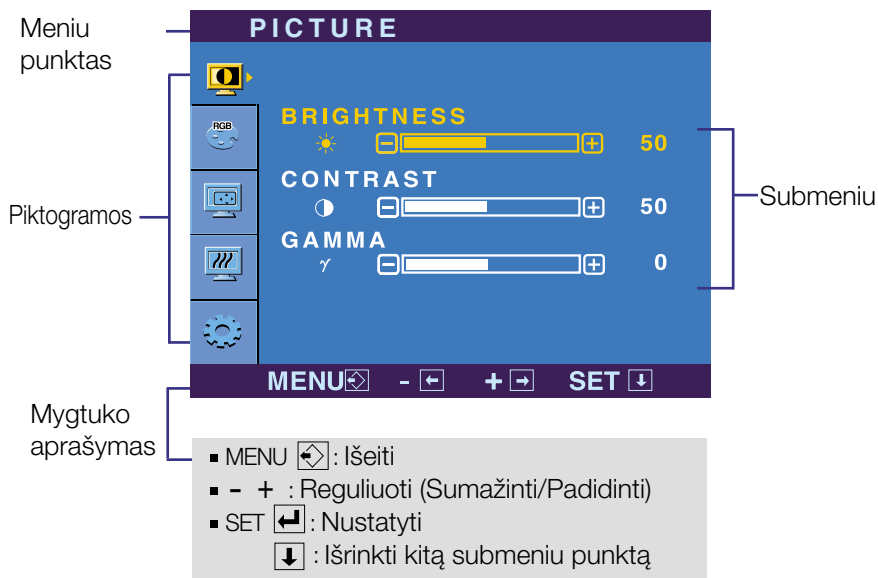 Meniu
punktas
PICTURE
RGB
BRIGHTNESS
50
CONTRAST
50
GAMMA
γ 0
Piktogramos
Submeniu
MENU - + SET
Mygtuko
aprašymas
▪ MENU : Išeiti
▪ - + : Reguliuoti (Sumažinti/Padidinti)
▪ SET ↵ : Nustatyti
↓ : Išrinkti kitą submeniu punktą